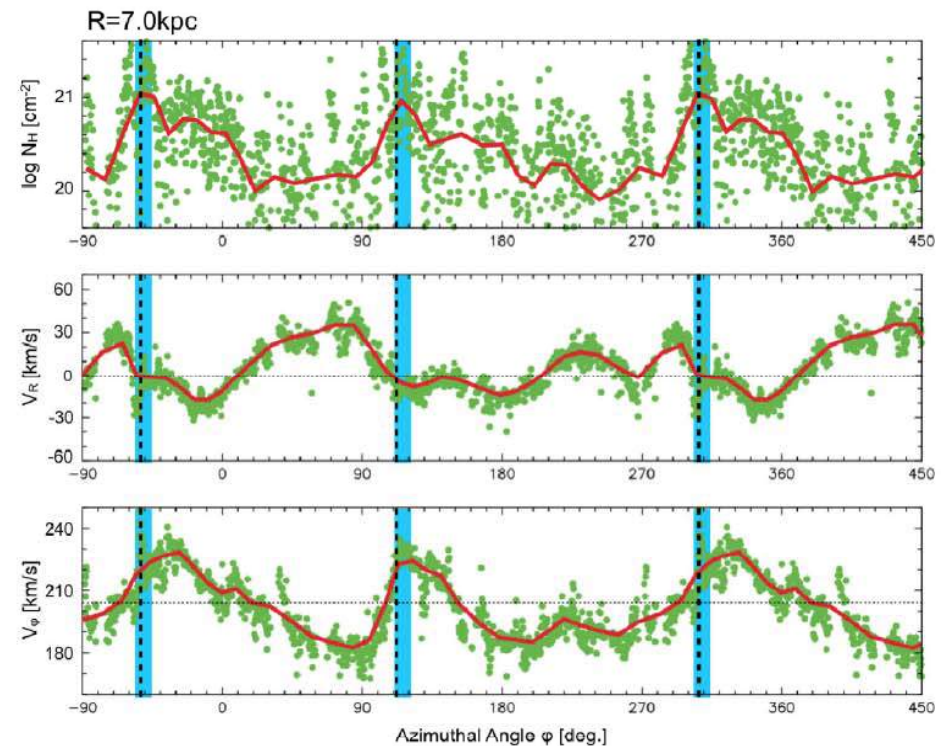 R=7.0kpc
log N_H [cm⁻²]
21
20
−90 0 90 180 270 360 450
V_R [km/s]
60
30
0
-30
-60
−90 0 90 180 270 360 450
V_φ [km/s]
240
210
180
−90 0 90 180 270 360 450
Azimuthal Angle φ [deg.]